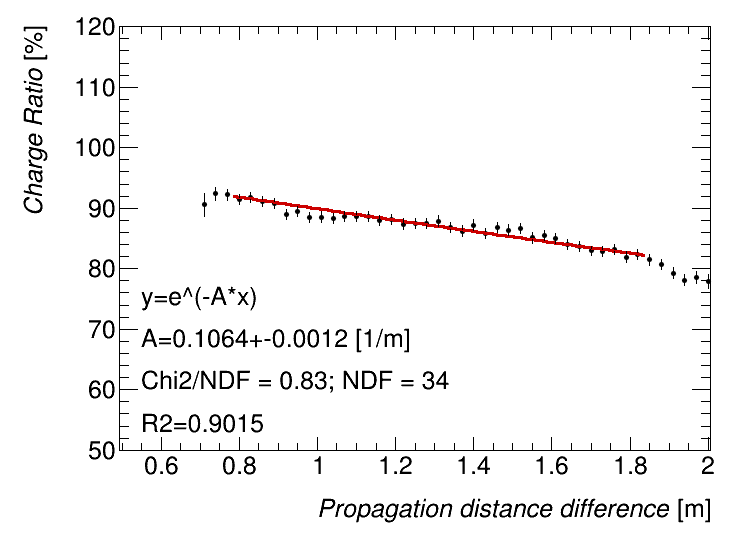 Charge Ratio [%]
120
110
100
90
80
70
60
50
y=e^(-A*x)
A=0.1064+-0.0012 [1/m]
Chi2/NDF = 0.83; NDF = 34
R2=0.9015
0.6 0.8 1 1.2 1.4 1.6 1.8 2
Propagation distance difference [m]